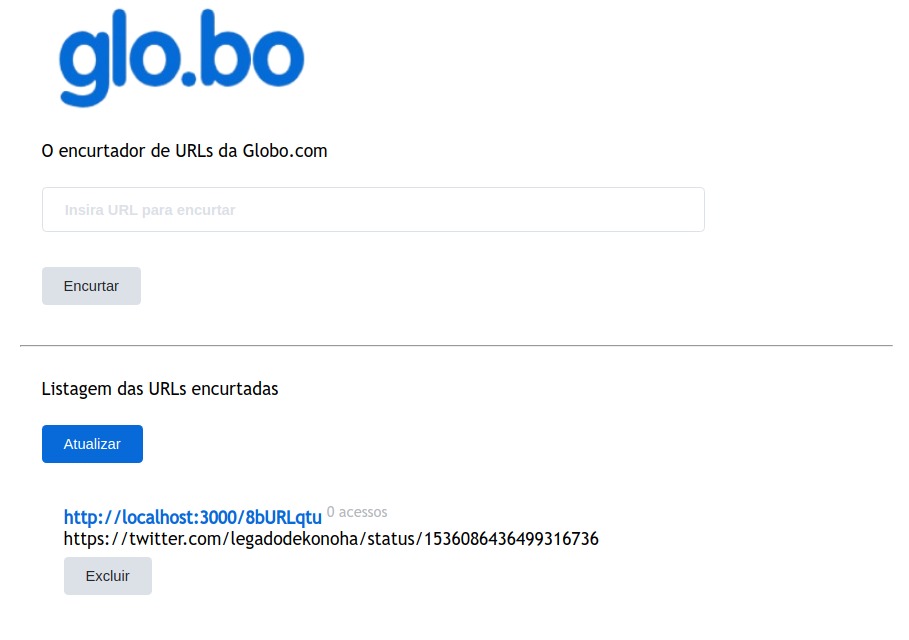 glo.bo
O encurtador de URLs da Globo.com
Insira URL para encurtar
Encurtar
Listagem das URLs encurtadas
Atualizar
http://localhost:3000/8bURLqtu 0 acessos
https://twitter.com/legadodekonoha/status/1536086436499316736
Excluir